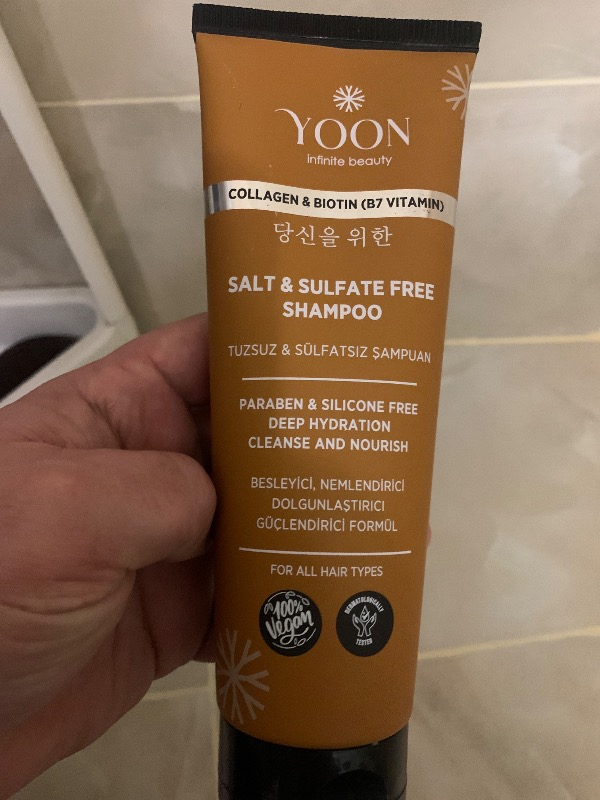 YOON
infinite beauty
COLLAGEN & BIOTIN (B7 VITAMIN)
당신을 위한
SALT & SULFATE FREE
SHAMPOO
TUZSUZ & SÜLFATSIZ ŞAMPUAN
PARABEN & SILICONE FREE
DEEP HYDRATION
CLEANSE AND NOURISH
BESLEYİCİ, NEMLENDİRİCİ
DOLGUNLAŞTIRICI
GÜÇLENDİRİCİ FORMÜL
FOR ALL HAIR TYPES
100%
Vegan
DERMATOLOGICALLY
TESTED